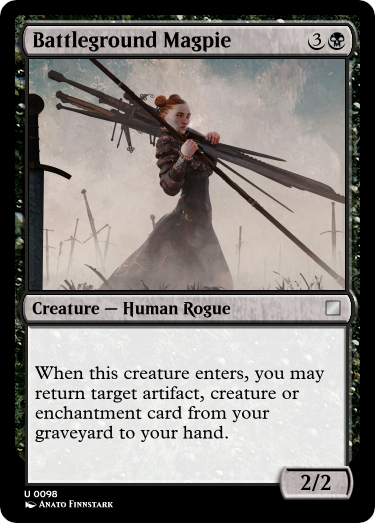 Battleground Magpie 3
Creature — Human Rogue
When this creature enters, you may
return target artifact, creature or
enchantment card from your
graveyard to your hand.
2/2
U 0098
Anato Finnstark